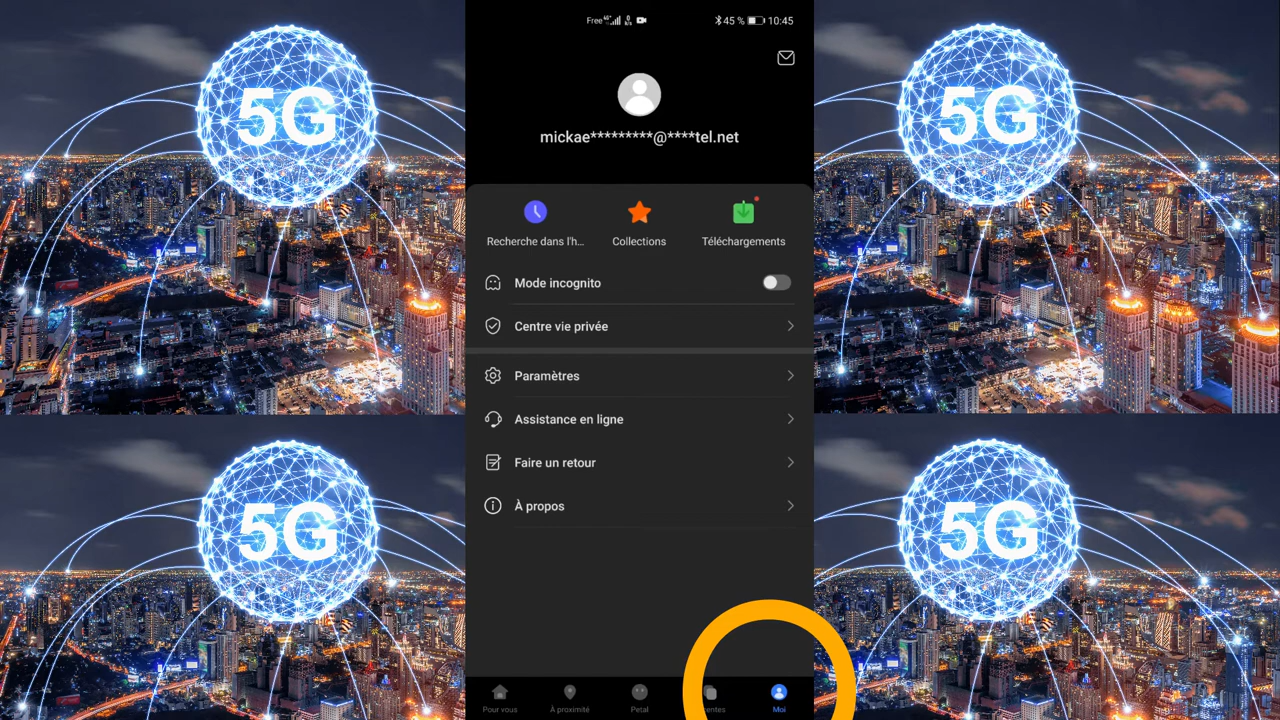 5G
5G
5G
5G
Free 4G+ 45 % 10:45
mickae*********@****tel.net
Recherche dans l'h...
Collections
Téléchargements
Mode incognito
Centre vie privée
Paramètres
Assistance en ligne
Faire un retour
À propos
Pour vous
À proximité
Petal
Moi